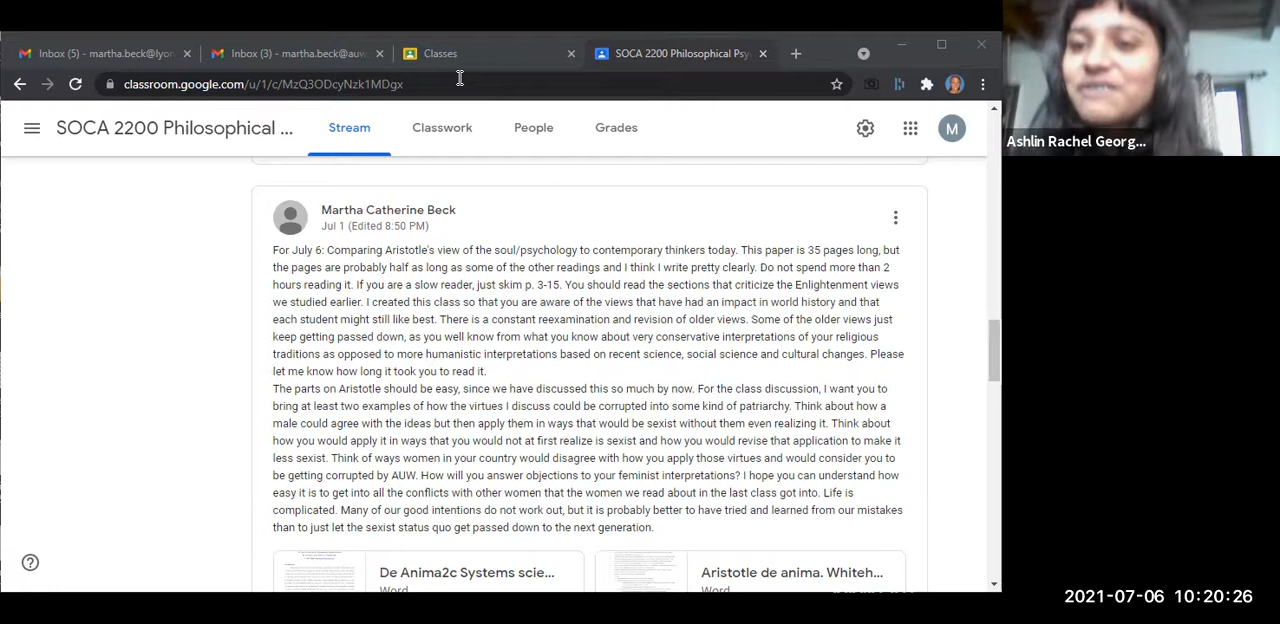 Inbox (5) - martha.beck@lyon
Inbox (3) - martha.beck@auw
Classes
SOCA 2200 Philosophical Psy
classroom.google.com/u/1/c/MzQ3ODcyNzk1MDgx
SOCA 2200 Philosophical ...
Stream
Classwork
People
Grades
M
Ashlin Rachel Georg...
Martha Catherine Beck
Jul 1 (Edited 8:50 PM)
For July 6: Comparing Aristotle's view of the soul/psychology to contemporary thinkers today. This paper is 35 pages long, but
the pages are probably half as long as some of the other readings and I think I write pretty clearly. Do not spend more than 2
hours reading it. If you are a slow reader, just skim p. 3-15. You should read the sections that criticize the Enlightenment views
we studied earlier. I created this class so that you are aware of the views that have had an impact in world history and that
each student might still like best. There is a constant reexamination and revision of older views. Some of the older views just
keep getting passed down, as you well know from what you know about very conservative interpretations of your religious
traditions as opposed to more humanistic interpretations based on recent science, social science and cultural changes. Please
let me know how long it took you to read it.
The parts on Aristotle should be easy, since we have discussed this so much by now. For the class discussion, I want you to
bring at least two examples of how the virtues I discuss could be corrupted into some kind of patriarchy. Think about how a
male could agree with the ideas but then apply them in ways that would be sexist without them even realizing it. Think about
how you would apply it in ways that you would not at first realize is sexist and how you would revise that application to make it
less sexist. Think of ways women in your country would disagree with how you apply those virtues and would consider you to
be getting corrupted by AUW. How will you answer objections to your feminist interpretations? I hope you can understand how
easy it is to get into all the conflicts with other women that the women we read about in the last class got into. Life is
complicated. Many of our good intentions do not work out, but it is probably better to have tried and learned from our mistakes
than to just let the sexist status quo get passed down to the next generation.
De Anima2c Systems scie...
Word
Aris de anima. Whiteh...
Word
2021-07-06 10:20:26